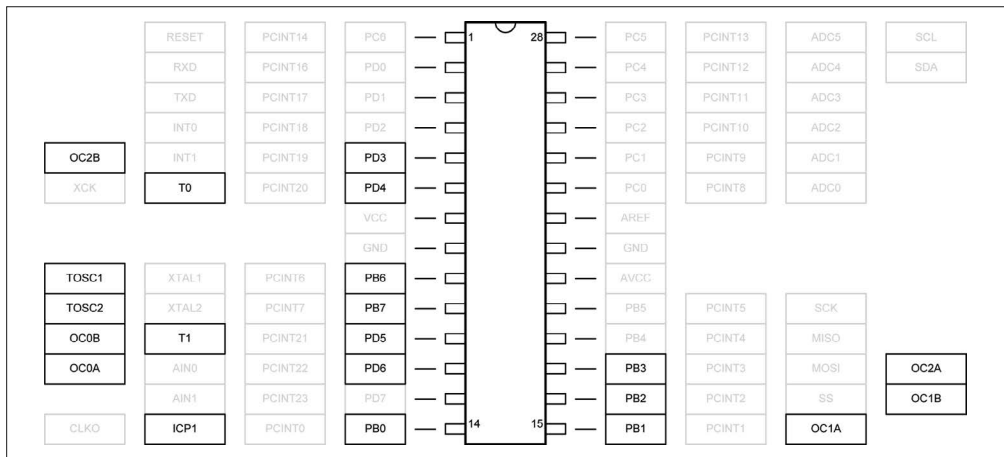 RESET PCINT14 PC6 1 28 PC5 PCINT13 ADC5 SCL
RXD PCINT16 PD0 PC4 PCINT12 ADC4 SDA
TXD PCINT17 PD1 PC3 PCINT11 ADC3
INT0 PCINT18 PD2 PC2 PCINT10 ADC2
OC2B INT1 PCINT19 PD3 PC1 PCINT9 ADC1
XCK T0 PCINT20 PD4 PC0 PCINT8 ADC0
VCC AREF
GND GND
TOSC1 XTAL1 PCINT6 PB6 AVCC
TOSC2 XTAL2 PCINT7 PB7 PB5 PCINT5 SCK
OC0B T1 PCINT21 PD5 PB4 PCINT4 MISO
OC0A AIN0 PCINT22 PD6 PB3 PCINT3 MOSI OC2A
AIN1 PCINT23 PD7 PB2 PCINT2 SS OC1B
CLKO ICP1 PCINT0 PB0 14 15 PB1 PCINT1 OC1A